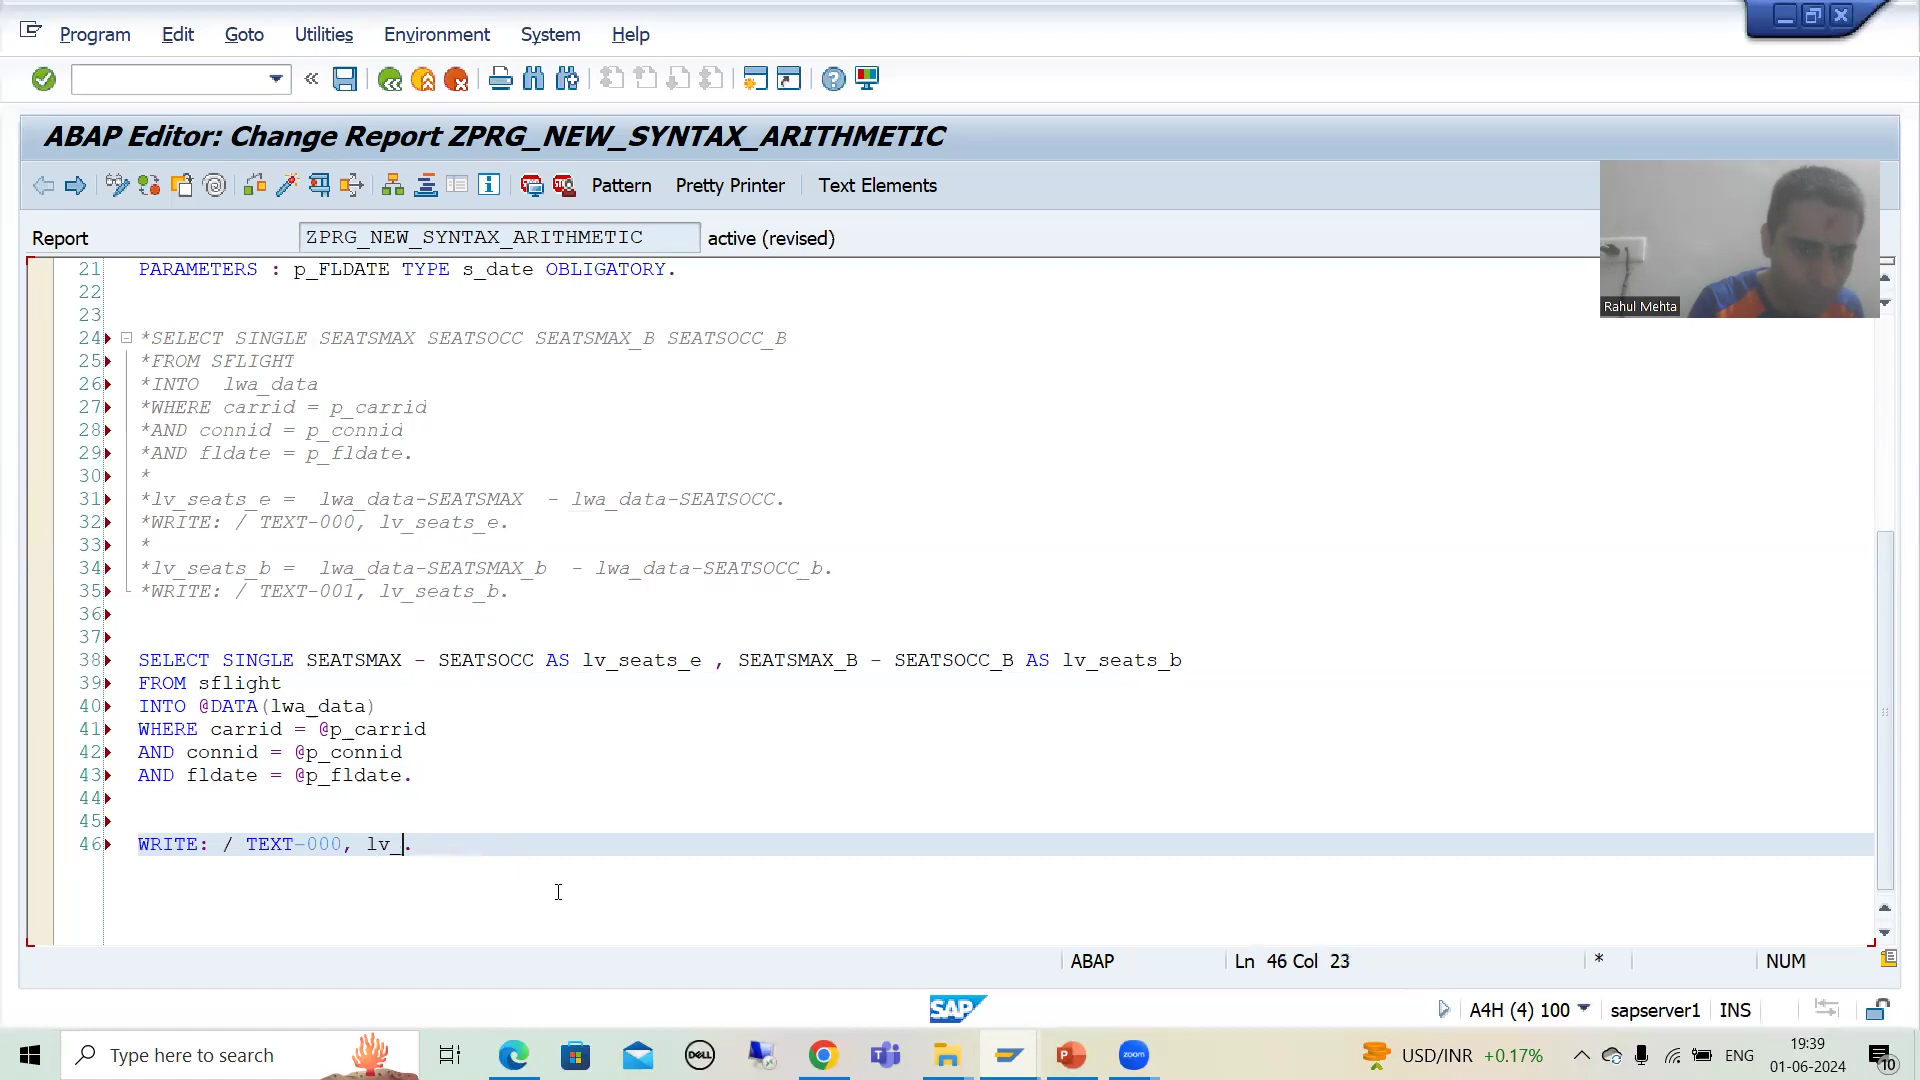 Program Edit Goto Utilities Environment System Help
ABAP Editor: Change Report ZPRG_NEW_SYNTAX_ARITHMETIC
Pattern Pretty Printer Text Elements
Report ZPRG_NEW_SYNTAX_ARITHMETIC active (revised)
Rahul Mehta
21 PARAMETERS : p_FLDATE TYPE s_date OBLIGATORY.
22
23
24 *SELECT SINGLE SEATSMAX SEATSOCC SEATSMAX_B SEATSOCC_B
25 *FROM SFLIGHT
26 *INTO  lwa_data
27 *WHERE carrid = p_carrid
28 *AND connid = p_connid
29 *AND fldate = p_fldate.
30 *
31 *lv_seats_e =  lwa_data-SEATSMAX  - lwa_data-SEATSOCC.
32 *WRITE: / TEXT-000, lv_seats_e.
33 *
34 *lv_seats_b =  lwa_data-SEATSMAX_b  - lwa_data-SEATSOCC_b.
35 *WRITE: / TEXT-001, lv_seats_b.
36
37
38 SELECT SINGLE SEATSMAX - SEATSOCC AS lv_seats_e , SEATSMAX_B - SEATSOCC_B AS lv_seats_b
39 FROM sflight
40 INTO @DATA(lwa_data)
41 WHERE carrid = @p_carrid
42 AND connid = @p_connid
43 AND fldate = @p_fldate.
44
45
46 WRITE: / TEXT-000, lv_.
ABAP Ln 46 Col 23 * NUM
SAP
A4H (4) 100 sapserver1 INS
Type here to search
DELL
zoom
USD/INR +0.17%
ENG
19:39
01-06-2024
10